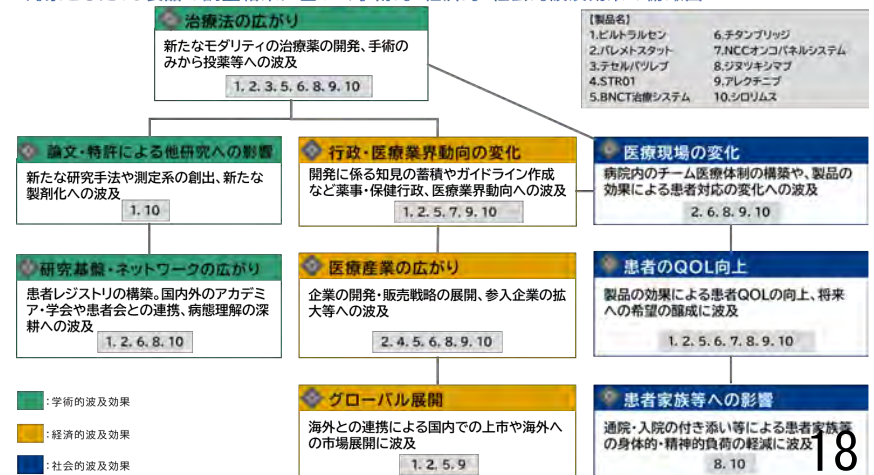 治療法の広がり
新たなモダリティの治療薬の開発、手術の
みから投薬等への波及
1. 2. 3. 5. 6. 8. 9. 10
【製品名】
1.ビルトラルセン
2.パレメトスタット
3.テセルパツレブ
4.STR01
5.BNCT治療システム
6.チタンブリッジ
7.NCCオンコパネルシステム
8.ジヌツキシマブ
9.アレクチニブ
10.シロリムス
論文・特許による他研究への影響
新たな研究手法や測定系の創出、新たな
製剤化への波及
1. 10
行政・医療業界動向の変化
開発に係る知見の蓄積やガイドライン作成
など薬事・保健行政、医療業界動向への波及
1. 2. 5. 7. 9. 10
医療現場の変化
病院内のチーム医療体制の構築や、製品の
効果による患者対応の変化への波及
2. 6. 8. 9. 10
研究基盤・ネットワークの広がり
患者レジストリの構築。国内外のアカデミ
ア・学会や患者会との連携、病態理解の深
耕への波及
1. 2. 6. 8. 10
医療産業の広がり
企業の開発・販売戦略の展開、参入企業の拡
大等への波及
2. 4. 5. 6. 8. 9. 10
患者のQOL向上
製品の効果による患者QOLの向上、将来
への希望の醸成に波及
1. 2. 5. 6. 7. 8. 9. 10
グローバル展開
海外との連携による国内での上市や海外へ
の市場展開に波及
1. 2. 5. 9
患者家族等への影響
通院・入院の付き添い等による患者家族等
の身体的・精神的負荷の軽減に波及
8. 10
:学術的波及効果
:経済的波及効果
:社会的波及効果
18